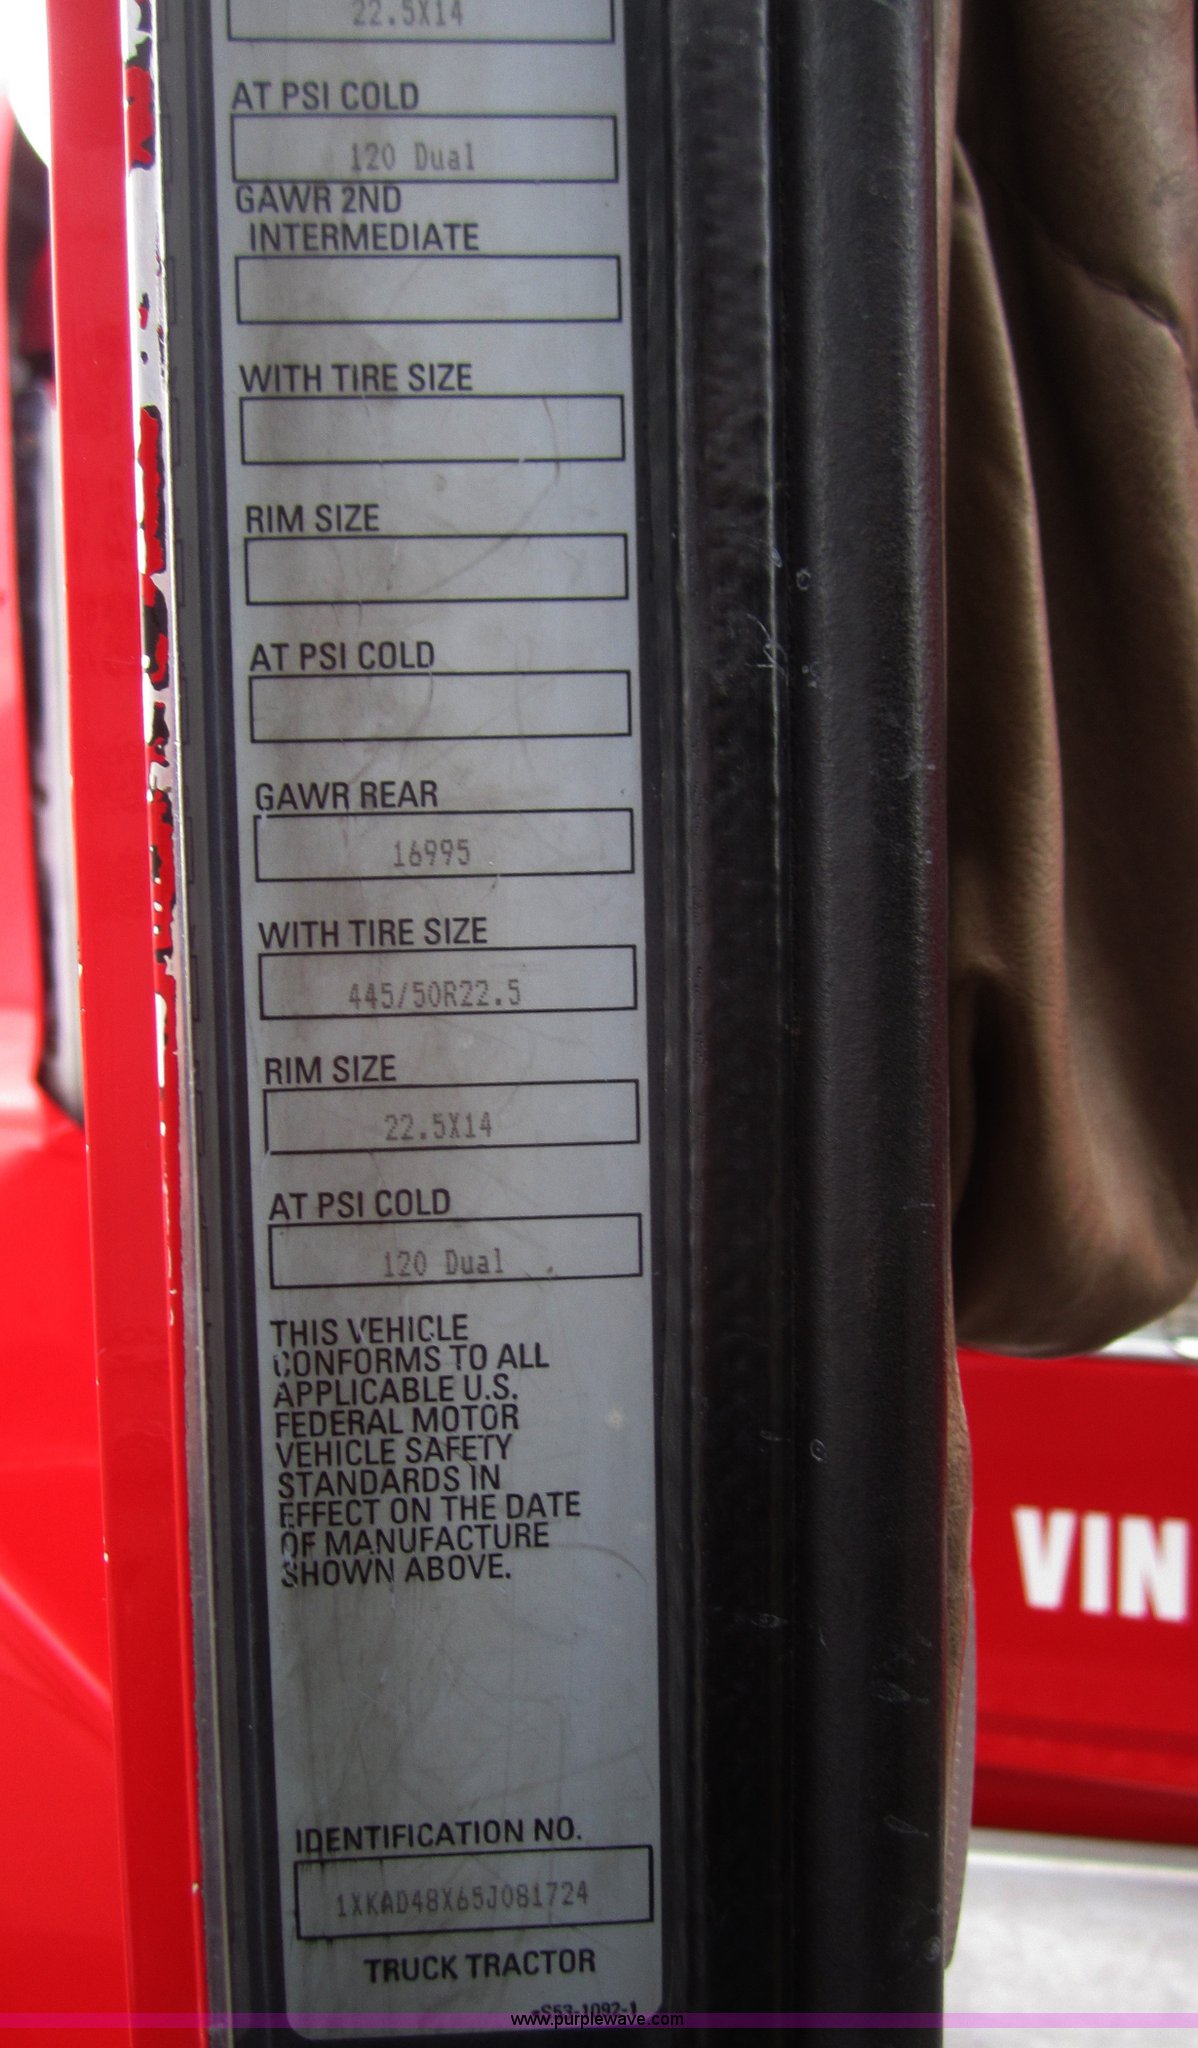 22.5X14
AT PSI COLD
120 Dual
GAWR 2ND
INTERMEDIATE
WITH TIRE SIZE
RIM SIZE
AT PSI COLD
GAWR REAR
16995
WITH TIRE SIZE
445/50R22.5
RIM SIZE
22.5X14
AT PSI COLD
120 Dual
THIS VEHICLE
CONFORMS TO ALL
APPLICABLE U.S.
FEDERAL MOTOR
VEHICLE SAFETY
STANDARDS IN
EFFECT ON THE DATE
OF MANUFACTURE
SHOWN ABOVE.
VIN
IDENTIFICATION NO.
1XKAD48X65J081724
TRUCK TRACTOR
www.purplewave.com